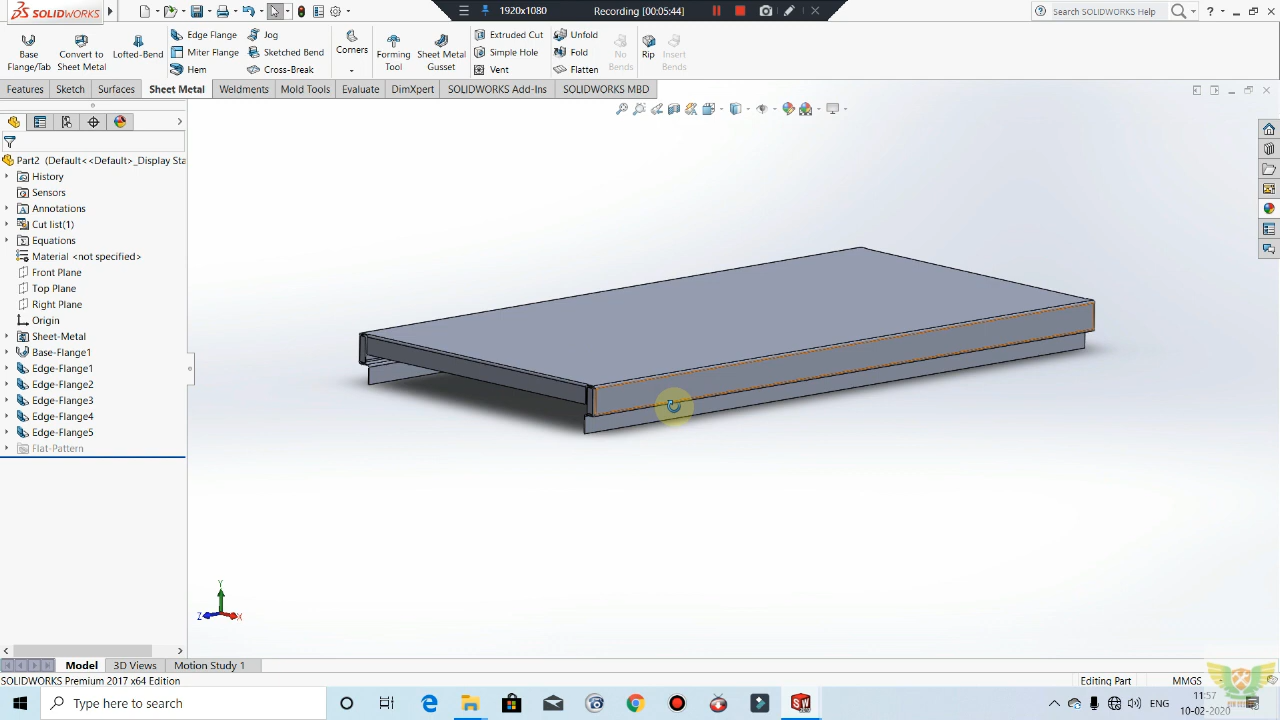 SOLIDWORKS
1920x1080
Recording (00:05:44)
SOLIDWORKS Help
Base Flange/Tab
Convert to Sheet Metal
Lofted-Bend
Edge Flange
Miter Flange
Hem
Jog
Sketched Bend
Cross-Break
Corners
Forming Tool
Sheet Metal Gusset
Extruded Cut
Simple Hole
Vent
Unfold
Fold
Flatten
No Bends
Rip
Insert Bends
Features
Sketch
Surfaces
Sheet Metal
Weldments
Mold Tools
Evaluate
DimXpert
SOLIDWORKS Add-Ins
SOLIDWORKS MBD
Part2 (Default<<Default>_Display Sta
History
Sensors
Annotations
Cut list(1)
Equations
Material <not specified>
Front Plane
Top Plane
Right Plane
Origin
Sheet-Metal
Base-Flange1
Edge-Flange1
Edge-Flange2
Edge-Flange3
Edge-Flange4
Edge-Flange5
Flat-Pattern
Y
Z
X
Model
3D Views
Motion Study 1
SOLIDWORKS Premium 2017 x64 Edition
Editing Part
MMGS
Type here to search
ENG
11:57
10-02-2020